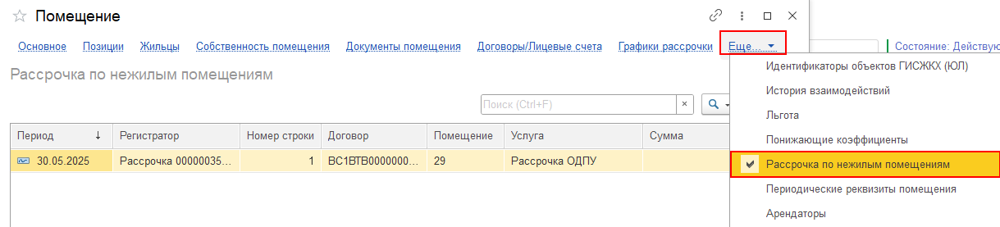 Помещение
Основное Позиции Жильцы Собственность помещения Документы помещения Договоры/Лицевые счета Графики рассрочки Еще...
Состояние: Действую
Рассрочка по нежилым помещениям
Поиск (Ctrl+F)
Период Регистратор Номер строки Договор Помещение Услуга Сумма
30.05.2025 Рассрочка 00000035... 1 ВС1ВТВ0000000... 29 Рассрочка ОДПУ
Идентификаторы объектов ГИСЖКХ (ЮЛ)
История взаимодействий
Льгота
Понижающие коэффициенты
Рассрочка по нежилым помещениям
Периодические реквизиты помещения
Арендаторы